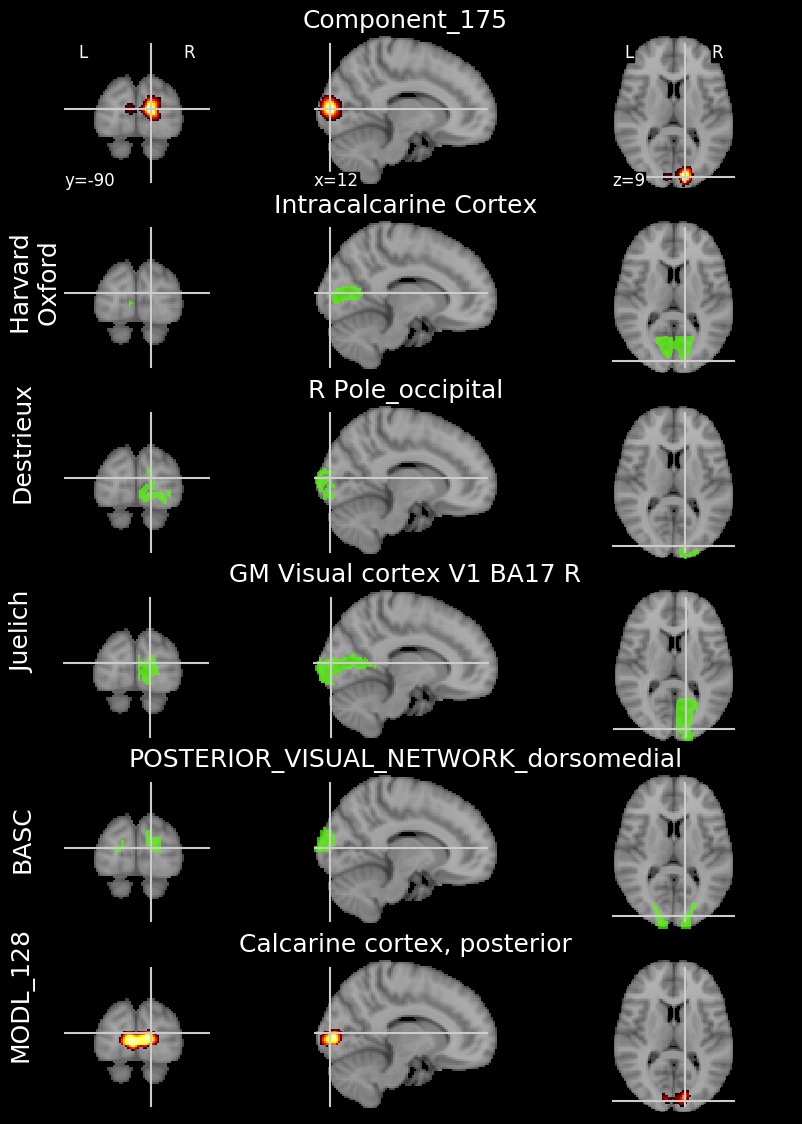 Component_175
L R L R
y=-90 x=12 z=9
Intracalcarine Cortex
Harvard
Oxford
R Pole_occipital
Destrieux
GM Visual cortex V1 BA17 R
Juelich
POSTERIOR_VISUAL_NETWORK_dorsomedial
BASC
Calcarine cortex, posterior
MODL_128